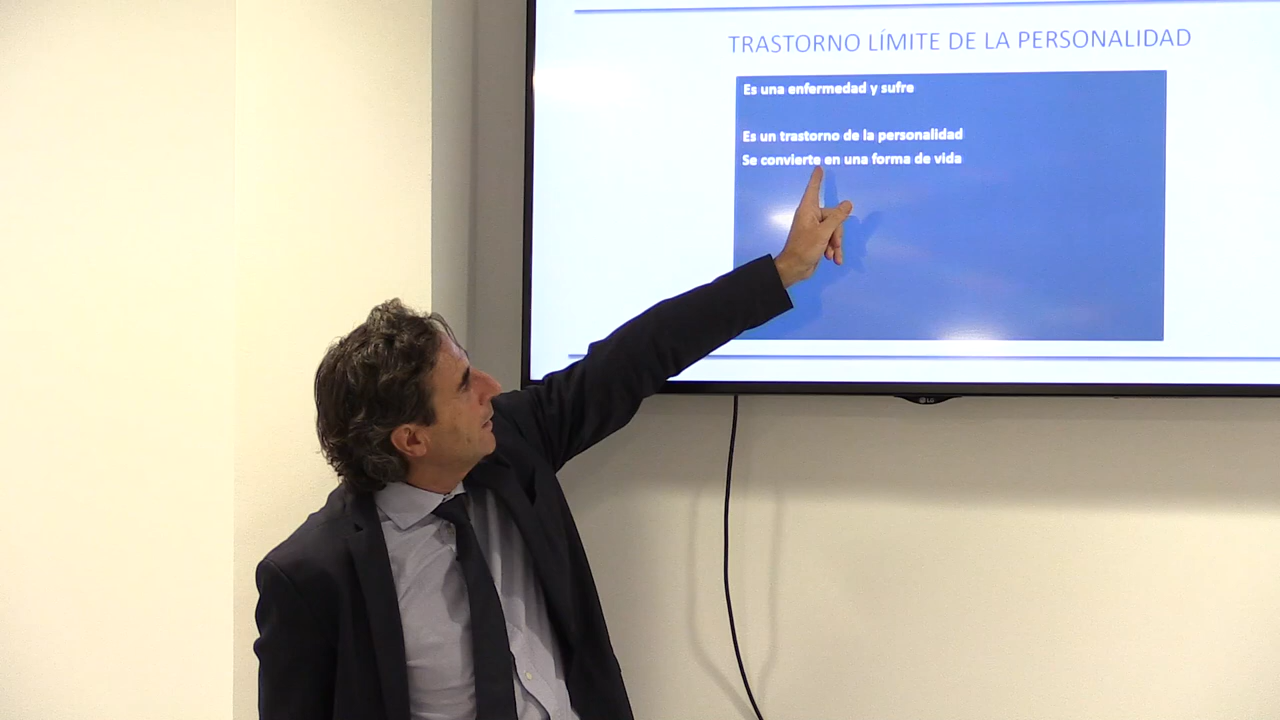 TRASTORNO LÍMITE DE LA PERSONALIDAD
Es una enfermedad y sufre
Es un trastorno de la personalidad
Se convierte en una forma de vida
LG